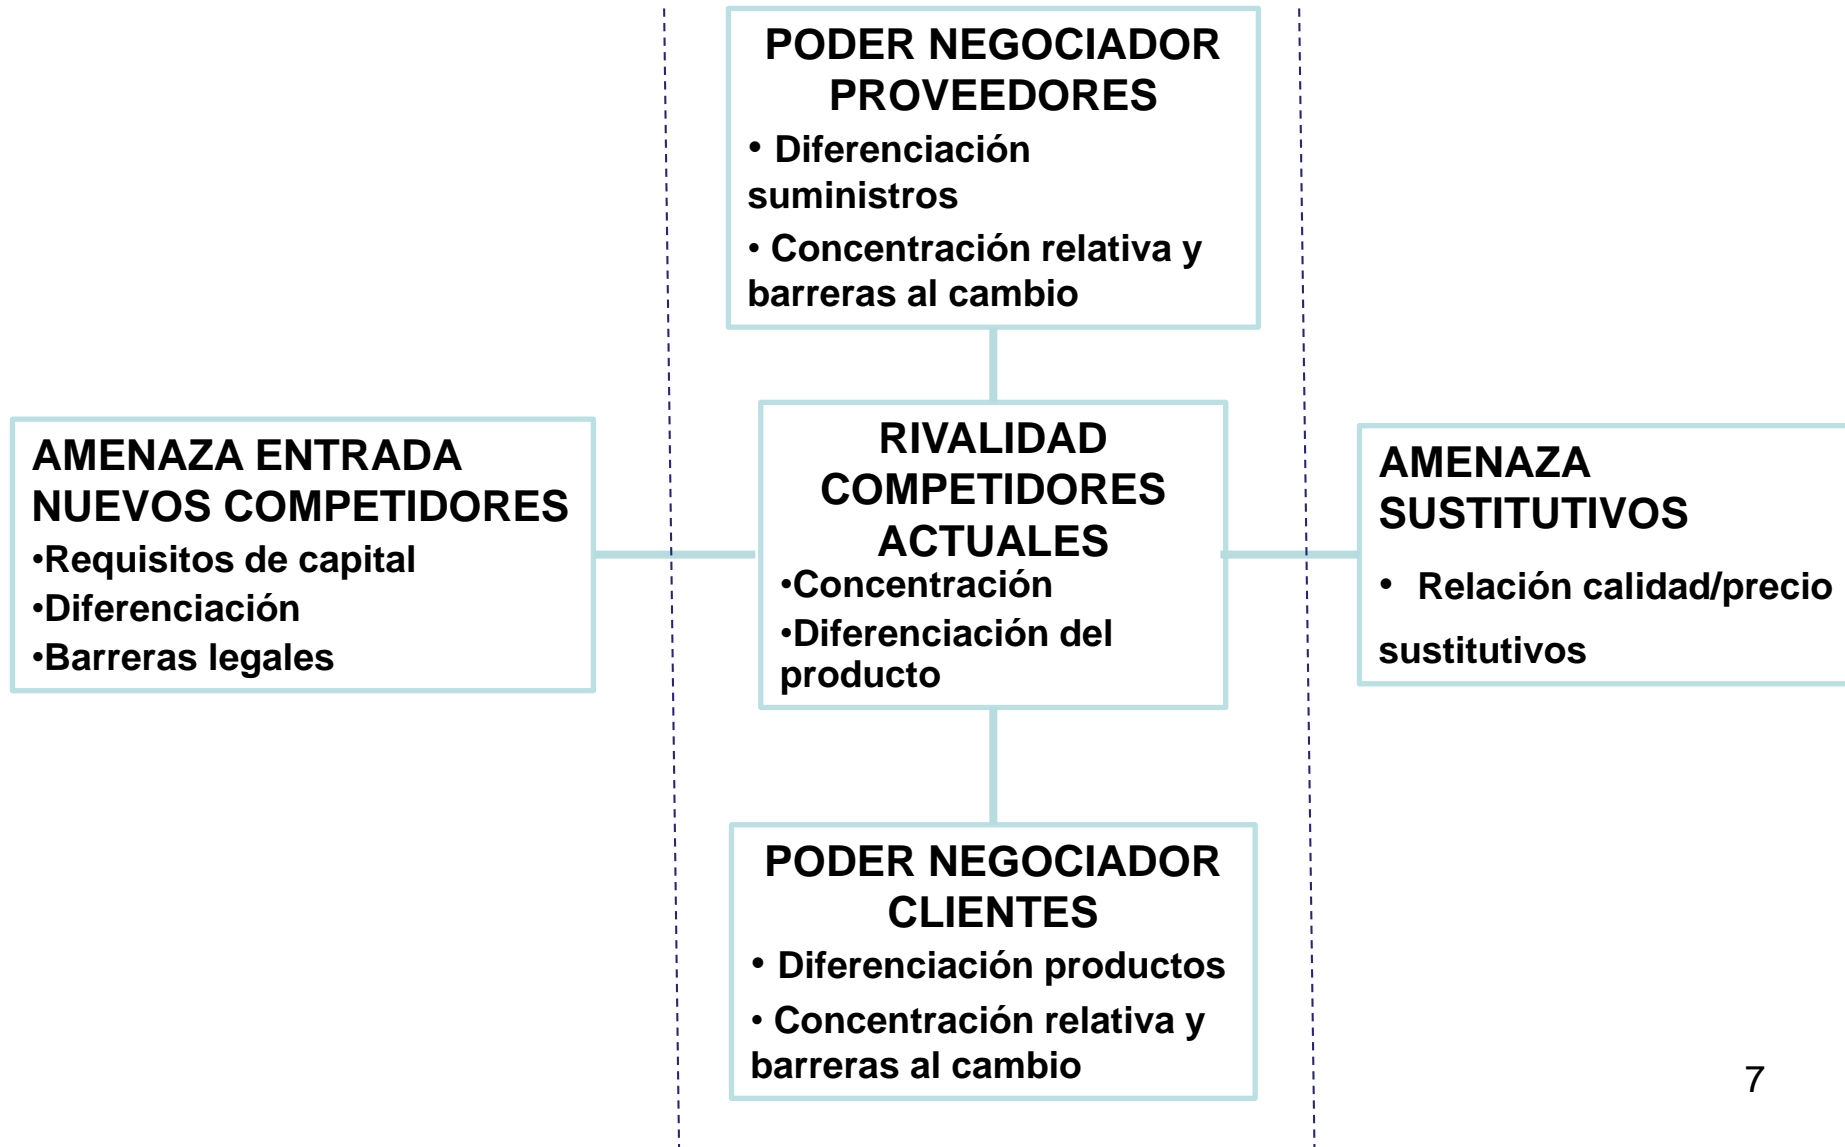 PODER NEGOCIADOR
PROVEEDORES
• Diferenciación
suministros
• Concentración relativa y
barreras al cambio
AMENAZA ENTRADA
NUEVOS COMPETIDORES
•Requisitos de capital
•Diferenciación
•Barreras legales
RIVALIDAD
COMPETIDORES
ACTUALES
•Concentración
•Diferenciación del
producto
AMENAZA
SUSTITUTIVOS
• Relación calidad/precio
sustitutivos
PODER NEGOCIADOR
CLIENTES
• Diferenciación productos
• Concentración relativa y
barreras al cambio
7